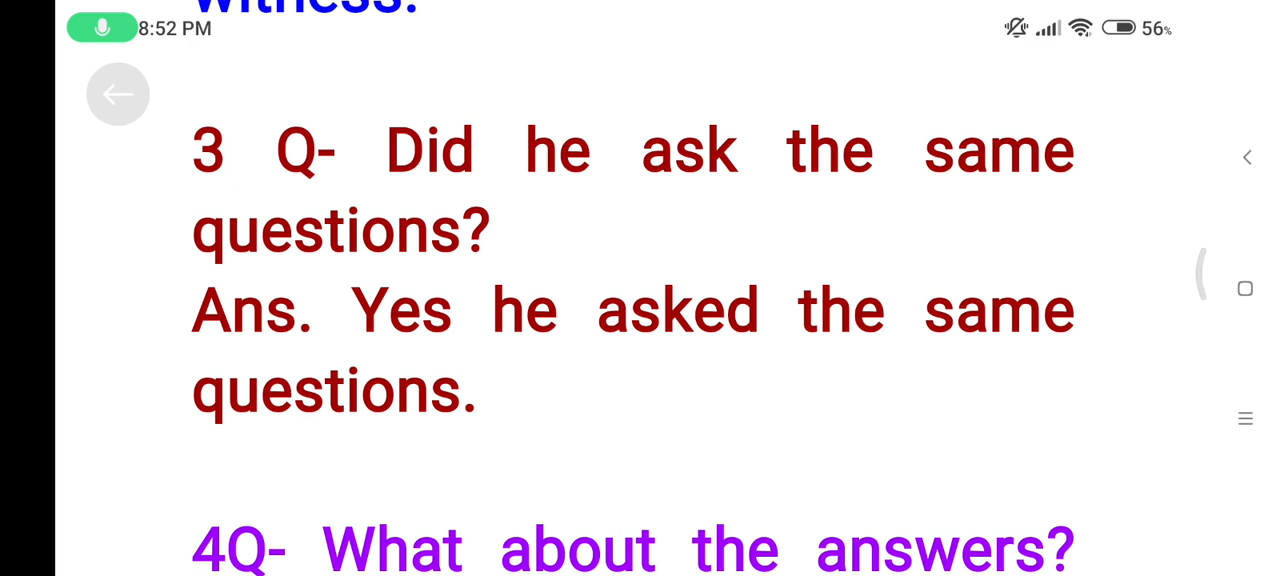 witness.
8:52 PM
56%
3 Q- Did he ask the same
questions?
Ans. Yes he asked the same
questions.
4Q- What about the answers?